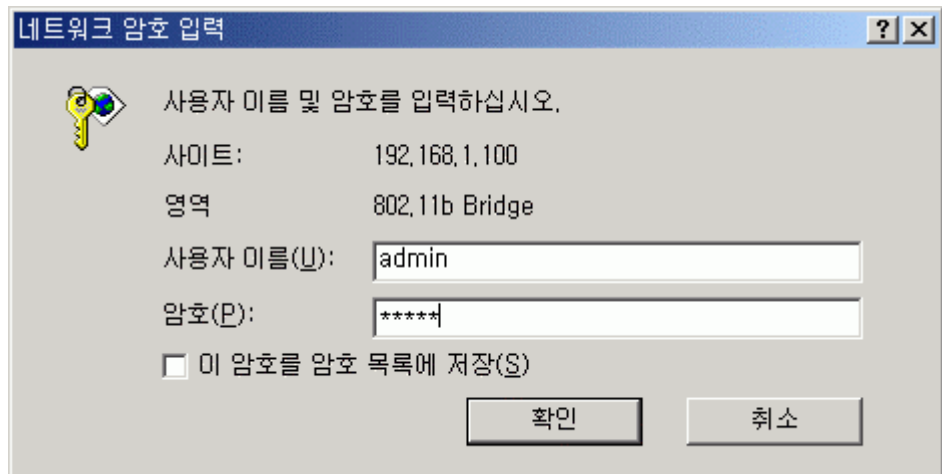 네트워크 암호 입력
사용자 이름 및 암호를 입력하십시오.
사이트: 192.168.1.100
영역 802.11b Bridge
사용자 이름(U): admin
암호(P): *****
이 암호를 암호 목록에 저장(S)
확인 취소